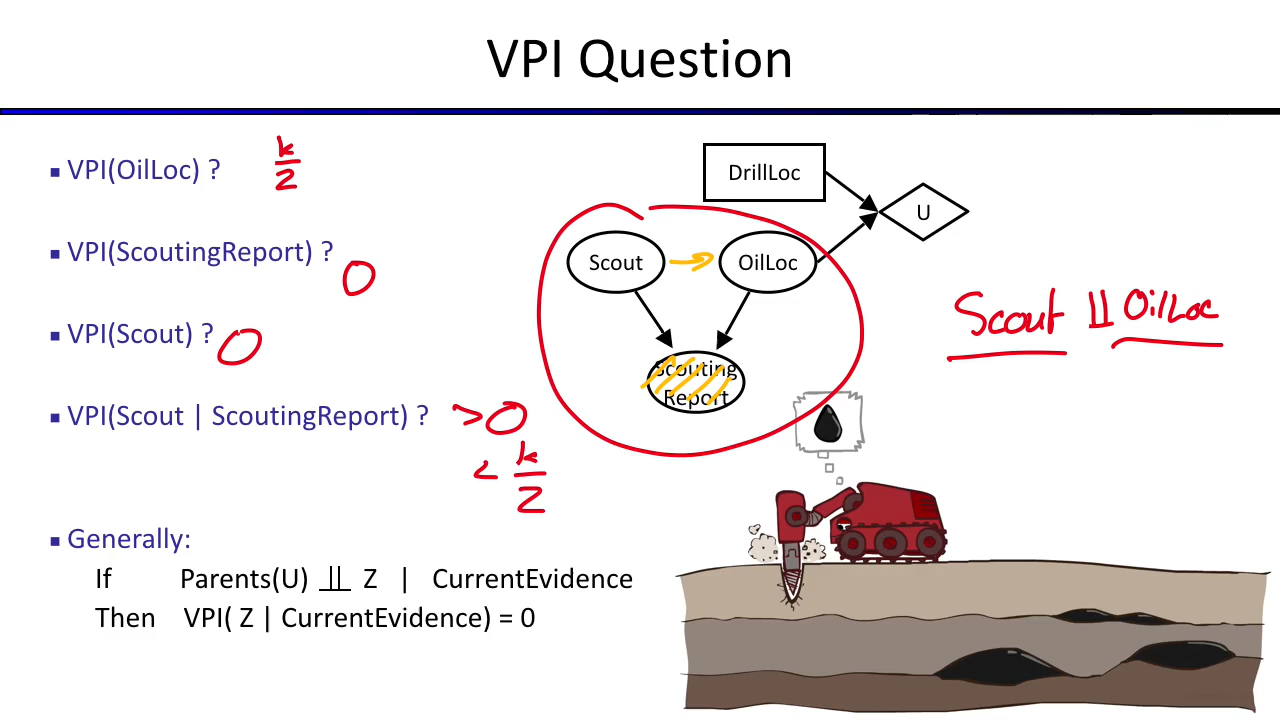 VPI Question
VPI(OilLoc) ? k/2
VPI(ScoutingReport) ? 0
VPI(Scout) ? 0
VPI(Scout | ScoutingReport) ? >0
< k/2
Generally:
If Parents(U) ⫫ Z | CurrentEvidence
Then VPI( Z | CurrentEvidence) = 0
DrillLoc
U
Scout
OilLoc
Scouting
Report
Scout ⫫ OilLoc